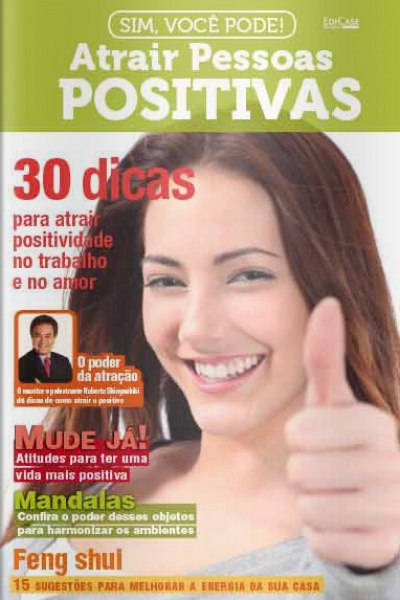 SIM, VOCÊ PODE!
EDICASE
Atrair Pessoas
POSITIVAS
30 dicas
para atrair
positividade
no trabalho
e no amor
O poder
da atração
O mentor e palestrante Roberto Shinyashiki
dá dicas de como atrair o positivo
MUDE JÁ!
Atitudes para ter uma
vida mais positiva
Mandalas
Confira o poder desses objetos
para harmonizar os ambientes
Feng shui
15 SUGESTÕES PARA MELHORAR A ENERGIA DA SUA CASA